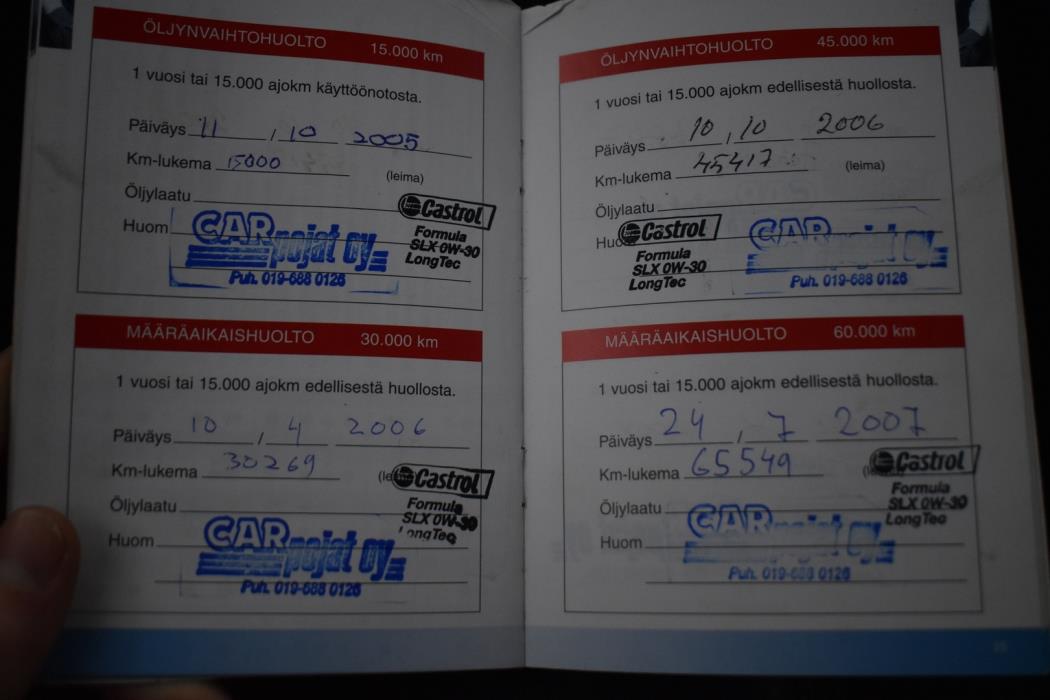 ÖLJYNVAIHTOHUOLTO 15.000 km
1 vuosi tai 15.000 ajokm käyttöönotosta.
Päiväys 11 / 10 2005
Km-lukema 15000
(leima)
Öljylaatu
Castrol
Huom
Formula
SLX 0W-30
LongTec
CAR
pojat oy
Puh. 019-688 0126
MÄÄRÄAIKAISHUOLTO 30.000 km
1 vuosi tai 15.000 ajokm edellisestä huollosta.
Päiväys 10 / 4 2006
Km-lukema 30269
Castrol
Öljylaatu
Formula
SLX 0W-30
LongTec
Huom
CAR
pojat oy
Puh. 019-688 0126
ÖLJYNVAIHTOHUOLTO 45.000 km
1 vuosi tai 15.000 ajokm edellisestä huollosta.
Päiväys 10 / 10 2006
Km-lukema 45417
(leima)
Öljylaatu
Castrol
Formula
SLX 0W-30
LongTec
CAR
pojat oy
Puh. 019-688 0126
MÄÄRÄAIKAISHUOLTO 60.000 km
1 vuosi tai 15.000 ajokm edellisestä huollosta.
Päiväys 24 / 7 2007
Km-lukema 65549
Castrol
Öljylaatu
Formula
SLX 0W-30
LongTec
Huom
CAR
pojat oy
Puh. 019-688 0126